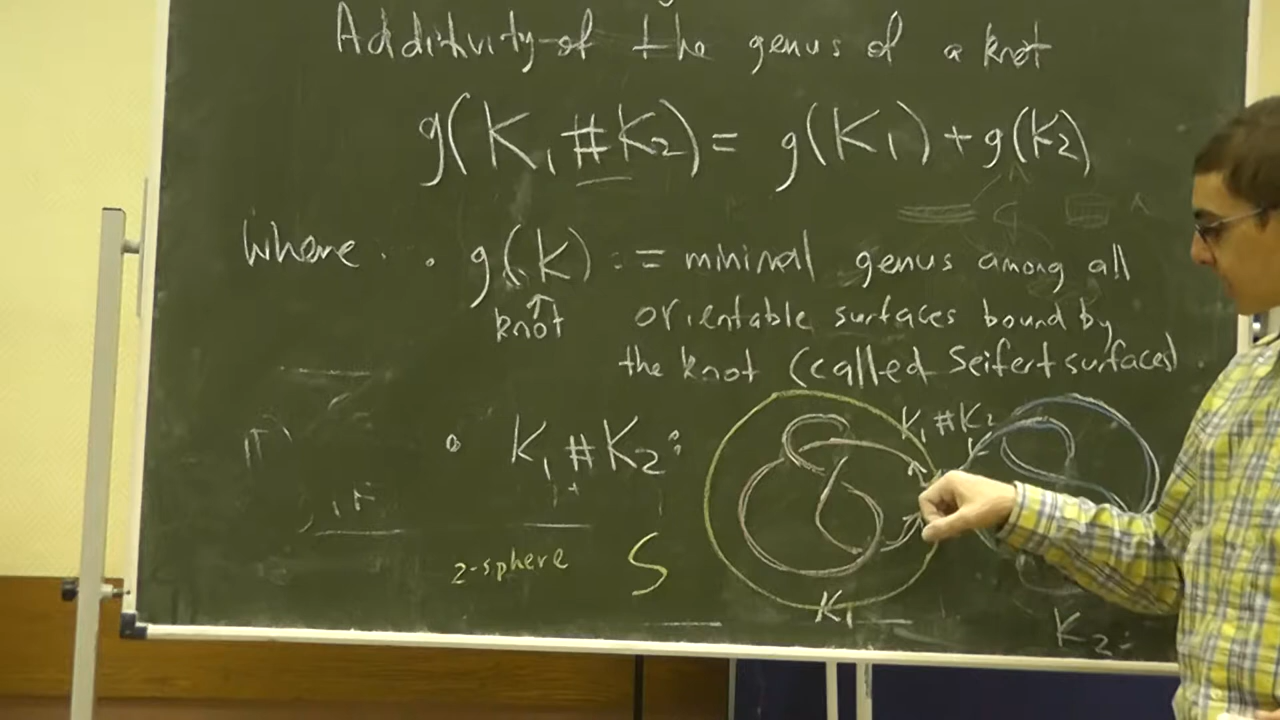 Additivity of the genus of a knot
g(K₁ # K₂) = g(K₁) + g(K₂)
Where • g(K) := minimal genus among all
knot orientable surfaces bound by
the knot (called Seifert surfaces).
• K₁ # K₂:
K₁ # K₂
2-sphere S
K₁
K₂